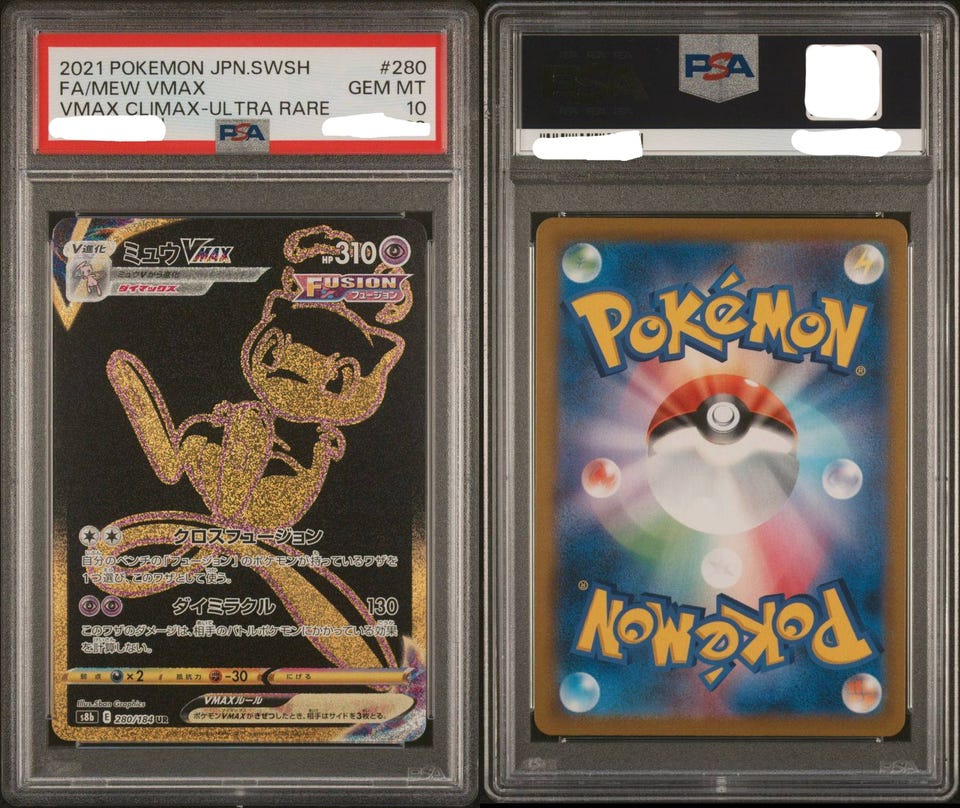 2021 POKEMON JPN.SWSH #280
FA/MEW VMAX GEM MT
VMAX CLIMAX-ULTRA RARE 10
PSA
V進化
ミュウVMAX
HP 310
ミュウVから進化
ダイマックス
FUSION
フュージョン
クロスフュージョン
自分のベンチの「フュージョン」のポケモンが持っているワザを
1つ選び、このワザとして使う。
ダイミラクル 130
このワザのダメージは、相手のバトルポケモンにかかっている効果
を計算しない。
弱点 ×2 抵抗力 -30 にげる
Illus. 5ban Graphics
VMAXルール
ポケモンVMAXがきぜつしたとき、相手はサイドを3枚とる。
s8b E 280/184 UR
PSA
PSA
POKéMON
®
®
POKéMON
PSA